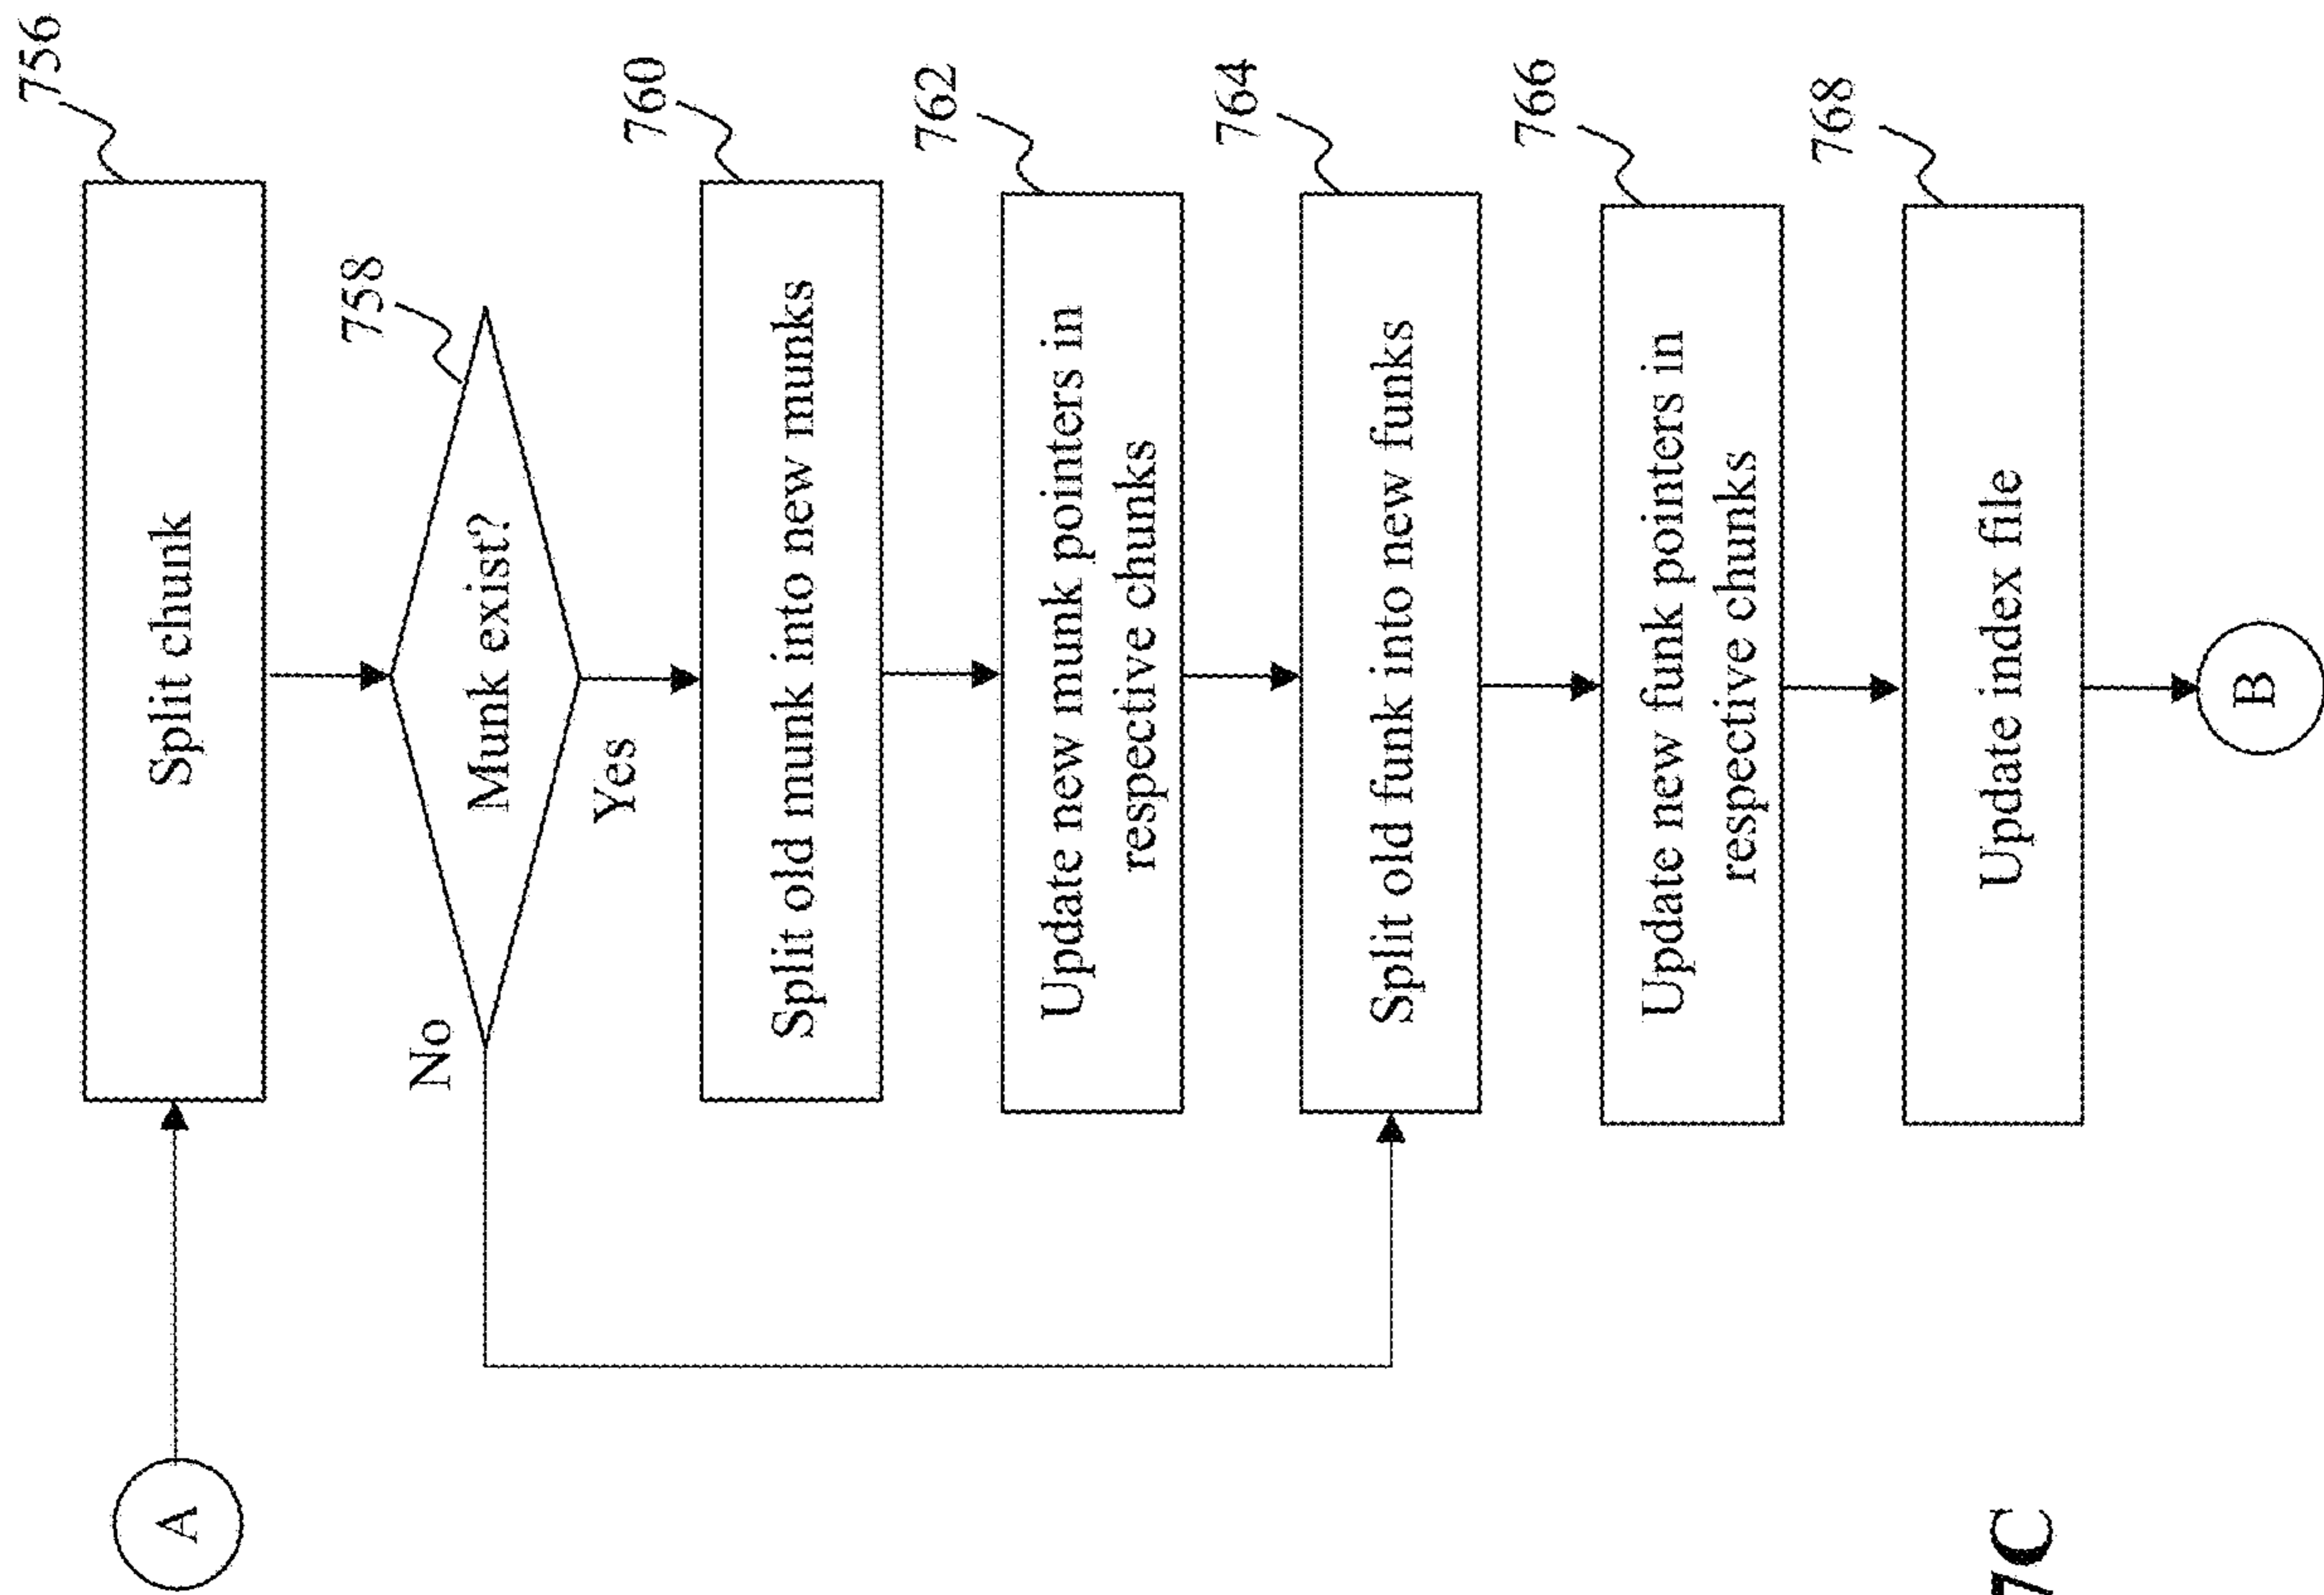 A
756
Split chunk
758
Munk exist?
No
Yes
760
Split old munk into new munks
762
Update new munk pointers in
respective chunks
764
Split old funk into new funks
766
Update new funk pointers in
respective chunks
768
Update index file
B
7C